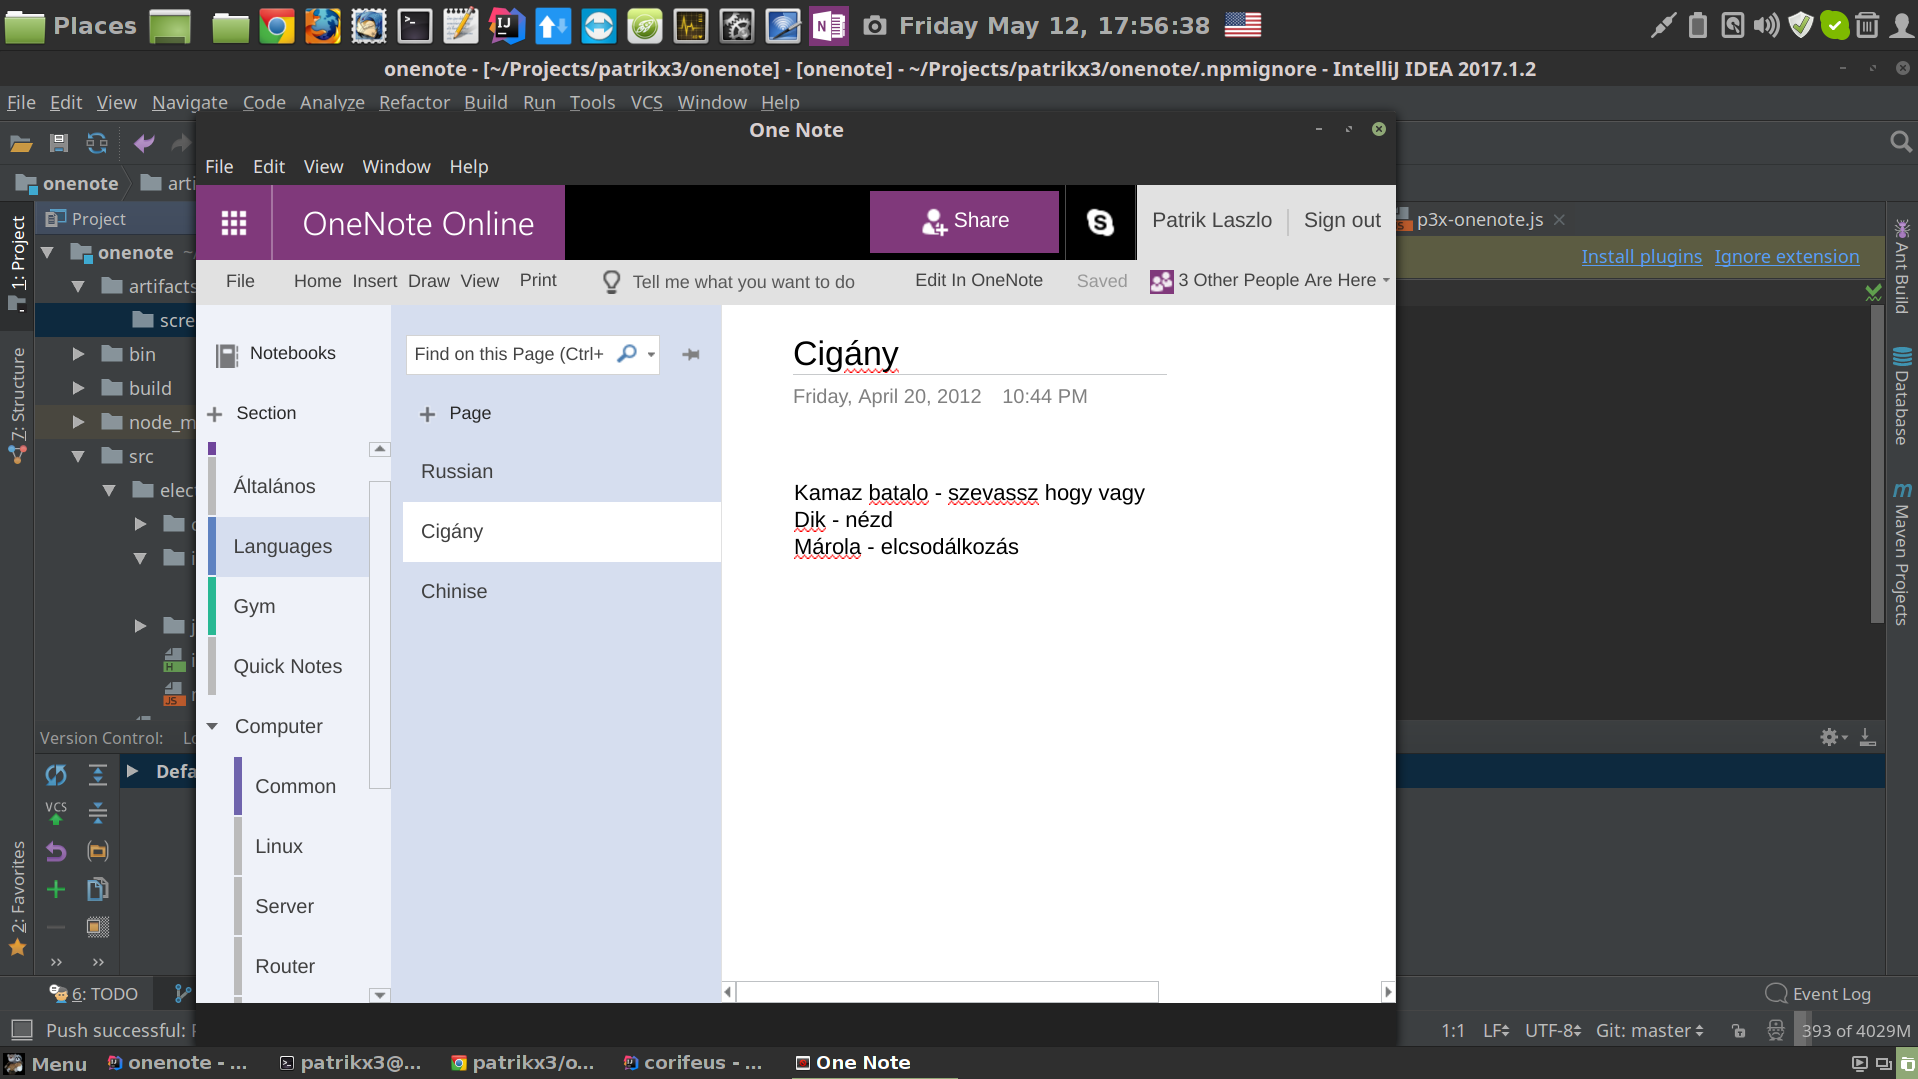 Places
Friday May 12, 17:56:38
onenote - [~/Projects/patrikx3/onenote] - [onenote] - ~/Projects/patrikx3/onenote/.npmignore - IntelliJ IDEA 2017.1.2
File Edit View Navigate Code Analyze Refactor Build Run Tools VCS Window Help
One Note
File Edit View Window Help
onenote
OneNote Online
Share
Patrik Laszlo
Sign out
Project
p3x-onenote.js
Install plugins Ignore extension
File Home Insert Draw View Print Tell me what you want to do Edit In OneNote Saved 3 Other People Are Here
onenote
artifacts
bin
build
src
1: Project
7: Structure
2: Favorites
Ant Build
Database
Maven Projects
Notebooks
Section
Általános
Languages
Gym
Quick Notes
Computer
Common
Linux
Server
Router
Find on this Page (Ctrl+
Page
Russian
Cigány
Chinise
Cigány
Friday, April 20, 2012 10:44 PM
Kamaz batalo - szevassz hogy vagy
Dik - nézd
Márola - elcsodálkozás
Version Control:
VCS
6: TODO
Event Log
Push successful:
1:1 LF UTF-8 Git: master 393 of 4029M
Menu
onenote - ...
patrikx3@...
patrikx3/o...
corifeus - ...
One Note